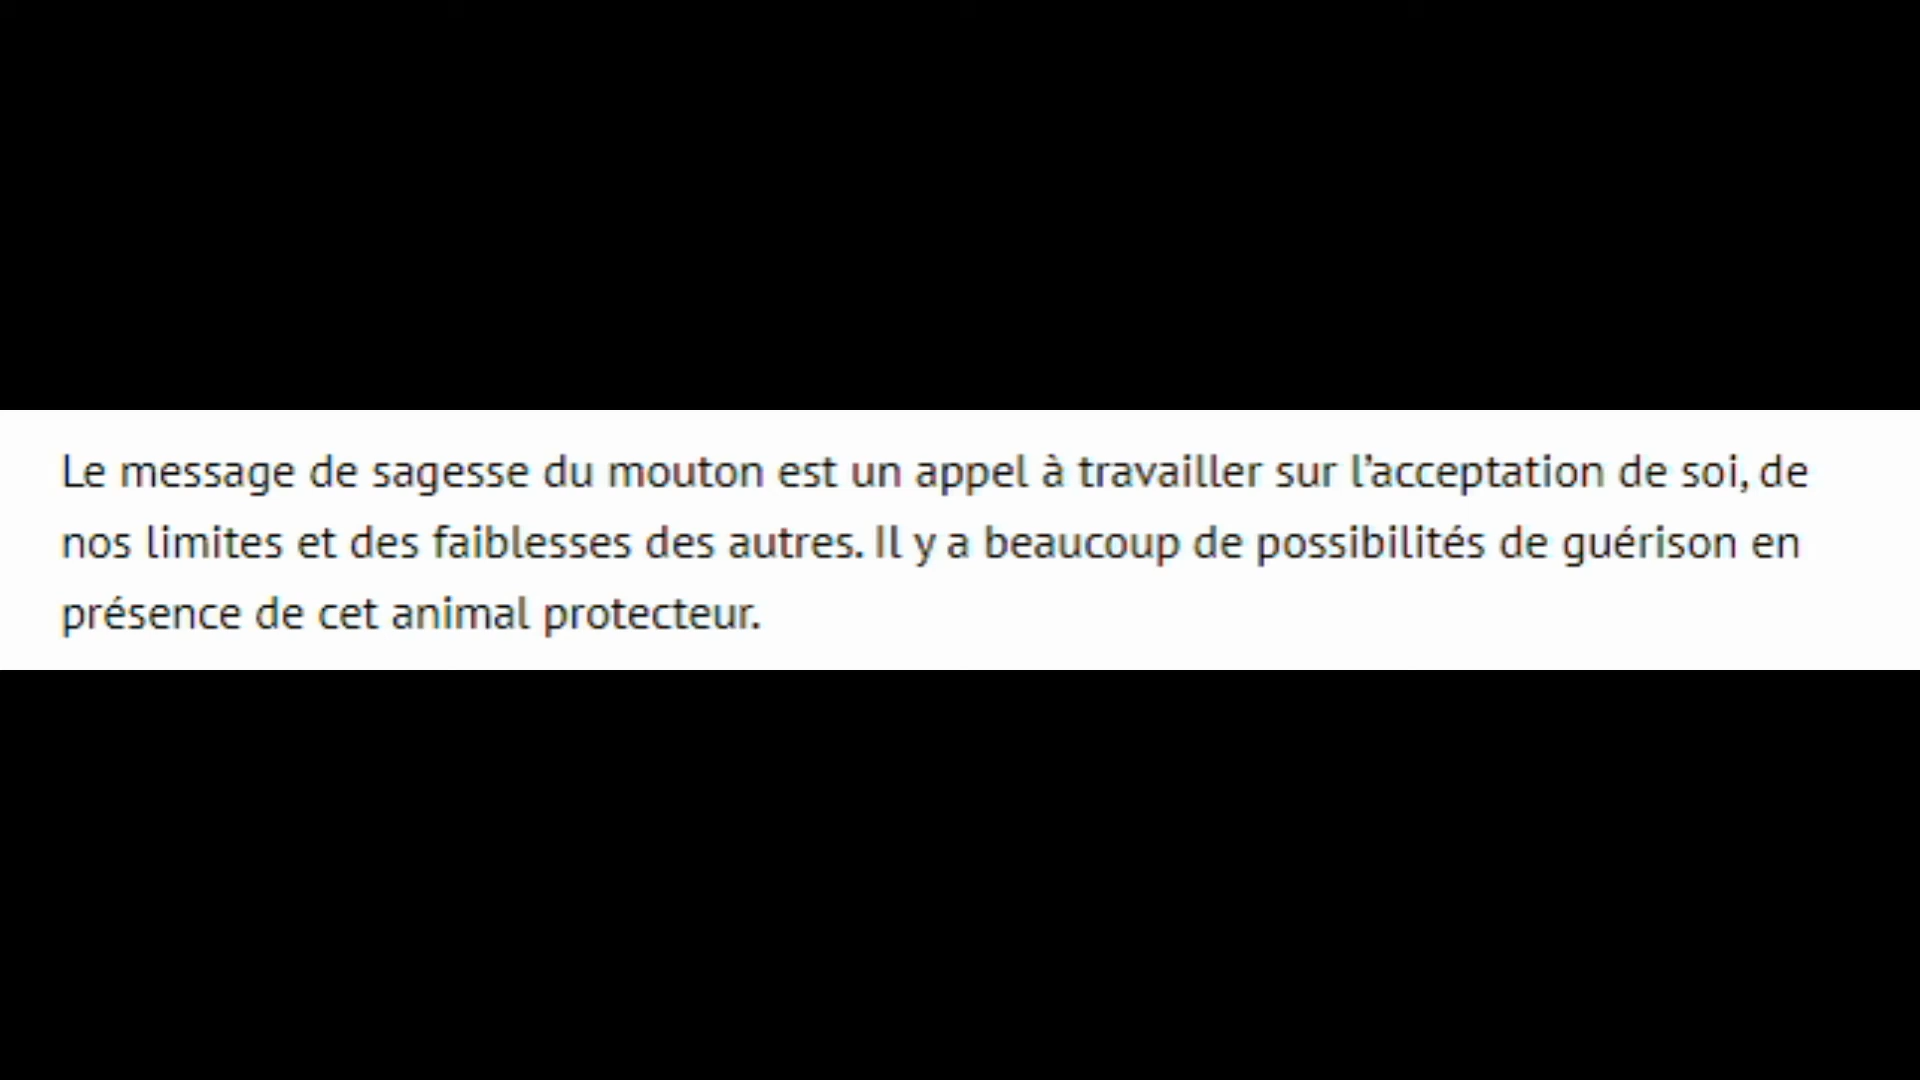 Le message de sagesse du mouton est un appel à travailler sur l’acceptation de soi, de
nos limites et des faiblesses des autres. Il y a beaucoup de possibilités de guérison en
présence de cet animal protecteur.